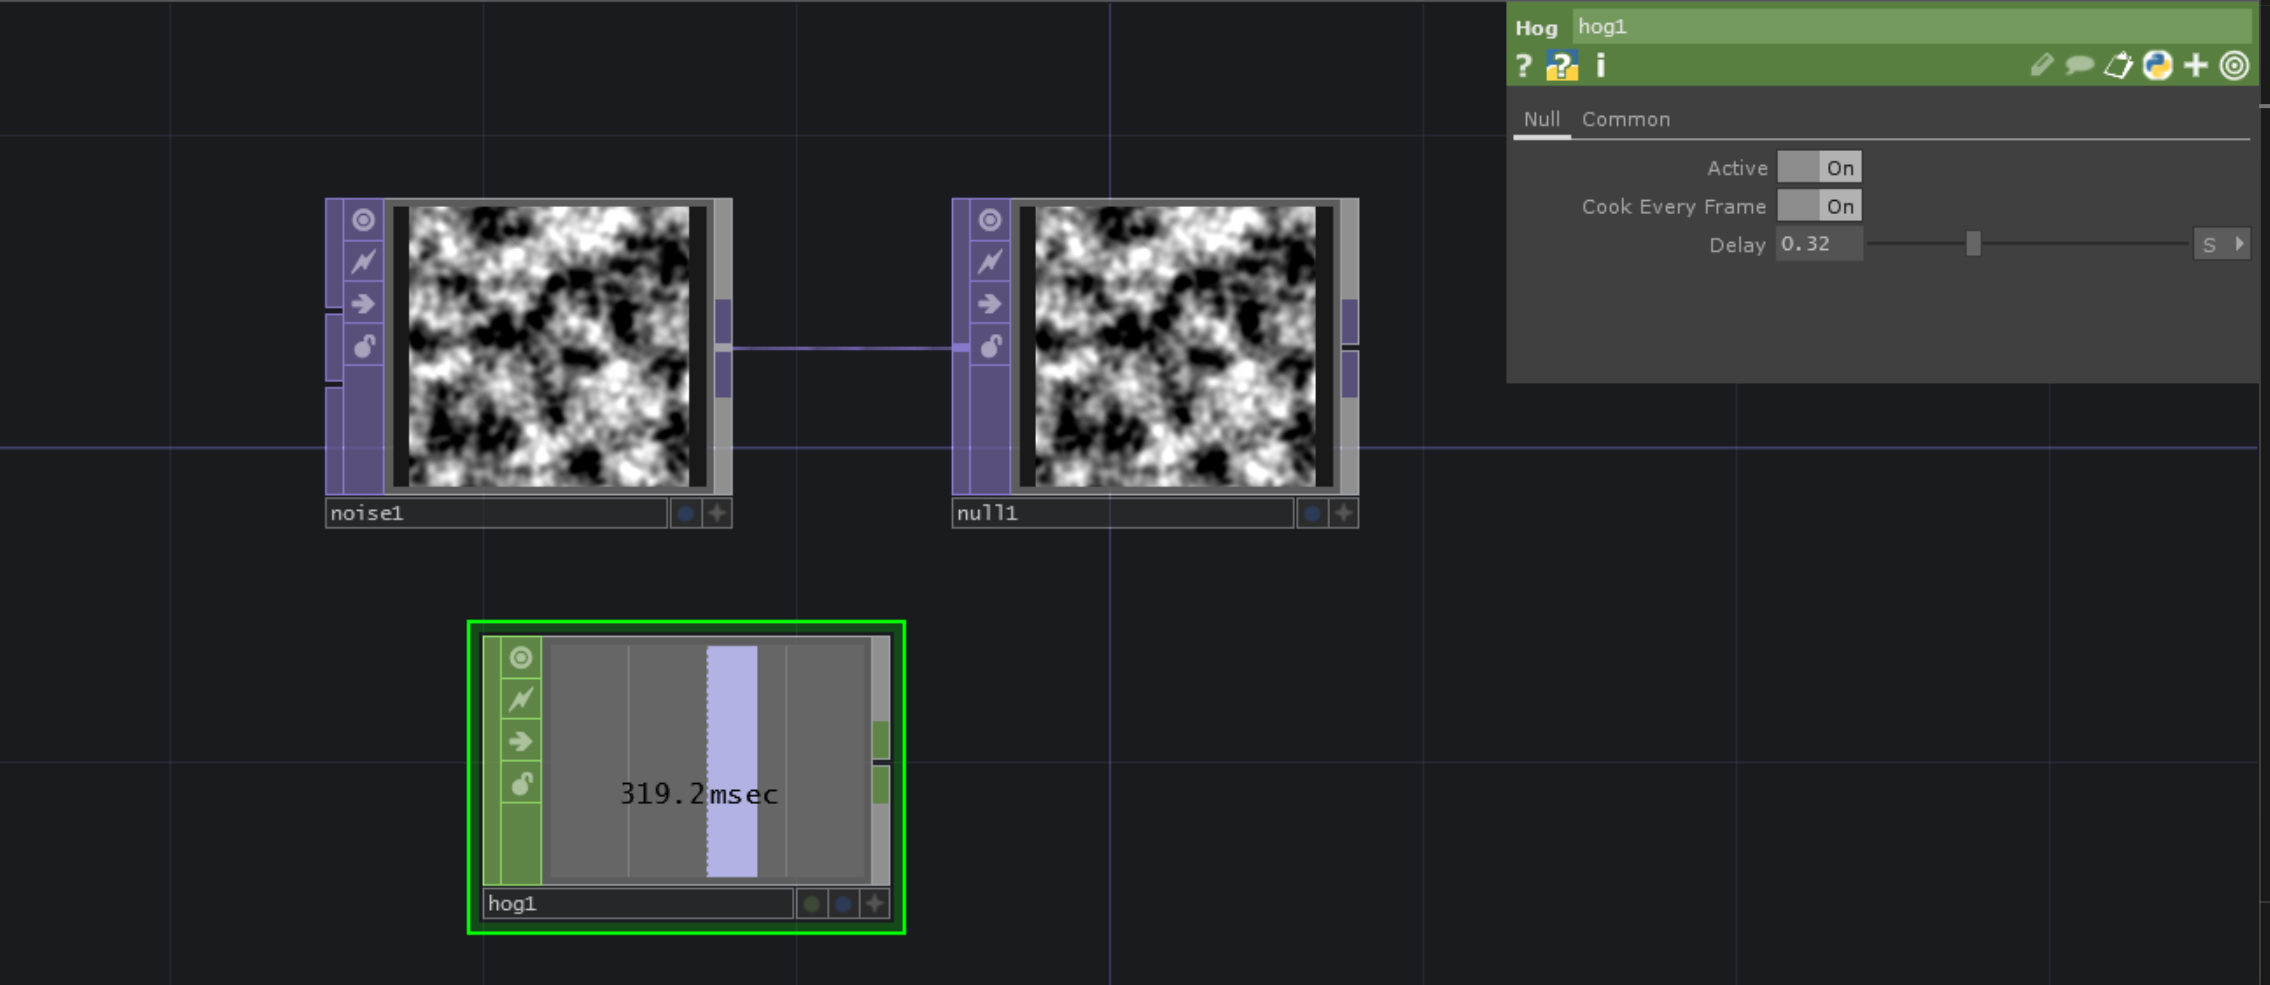 Hog hog1
? ? i
Null Common
Active On
Cook Every Frame On
Delay 0.32 S
noise1
null1
319.2msec
hog1